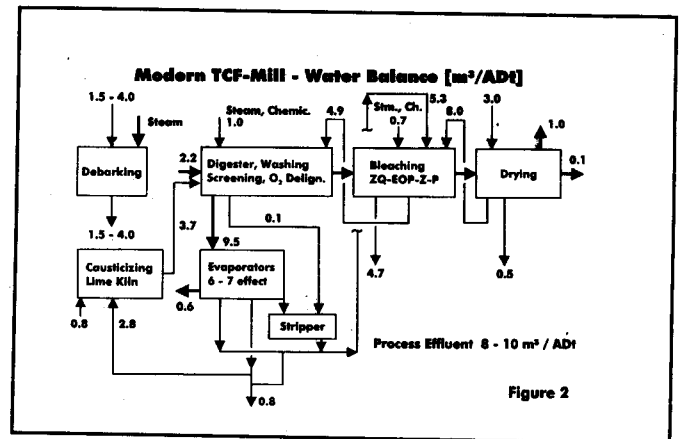 Modern TCF-Mill - Water Balance [m³/ADt]
1.5 - 4.0
Steam
Steam, Chemic.
1.0
4.9
Stm., Ch.
0.7
5.3
8.0
3.0
1.0
Debarking
2.2
Digester, Washing
Screening, O₂ Delign.
Bleaching
ZQ-EOP-Z-P
Drying
0.1
1.5 - 4.0
3.7
0.1
9.5
4.7
0.5
Causticizing
Lime Kiln
Evaporators
6 - 7 effect
0.6
Stripper
0.8
2.8
Process Effluent 8 - 10 m³ / ADt
0.8
Figure 2